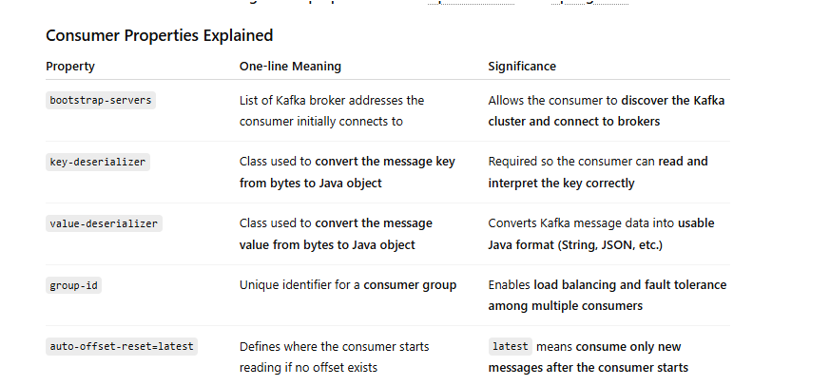 Consumer Properties Explained
Property One-line Meaning Significance
bootstrap-servers List of Kafka broker addresses the Allows the consumer to discover the Kafka
consumer initially connects to cluster and connect to brokers
key-deserializer Class used to convert the message key Required so the consumer can read and
from bytes to Java object interpret the key correctly
value-deserializer Class used to convert the message Converts Kafka message data into usable
value from bytes to Java object Java format (String, JSON, etc.)
group-id Unique identifier for a consumer group Enables load balancing and fault tolerance
among multiple consumers
auto-offset-reset=latest Defines where the consumer starts latest means consume only new
reading if no offset exists messages after the consumer starts